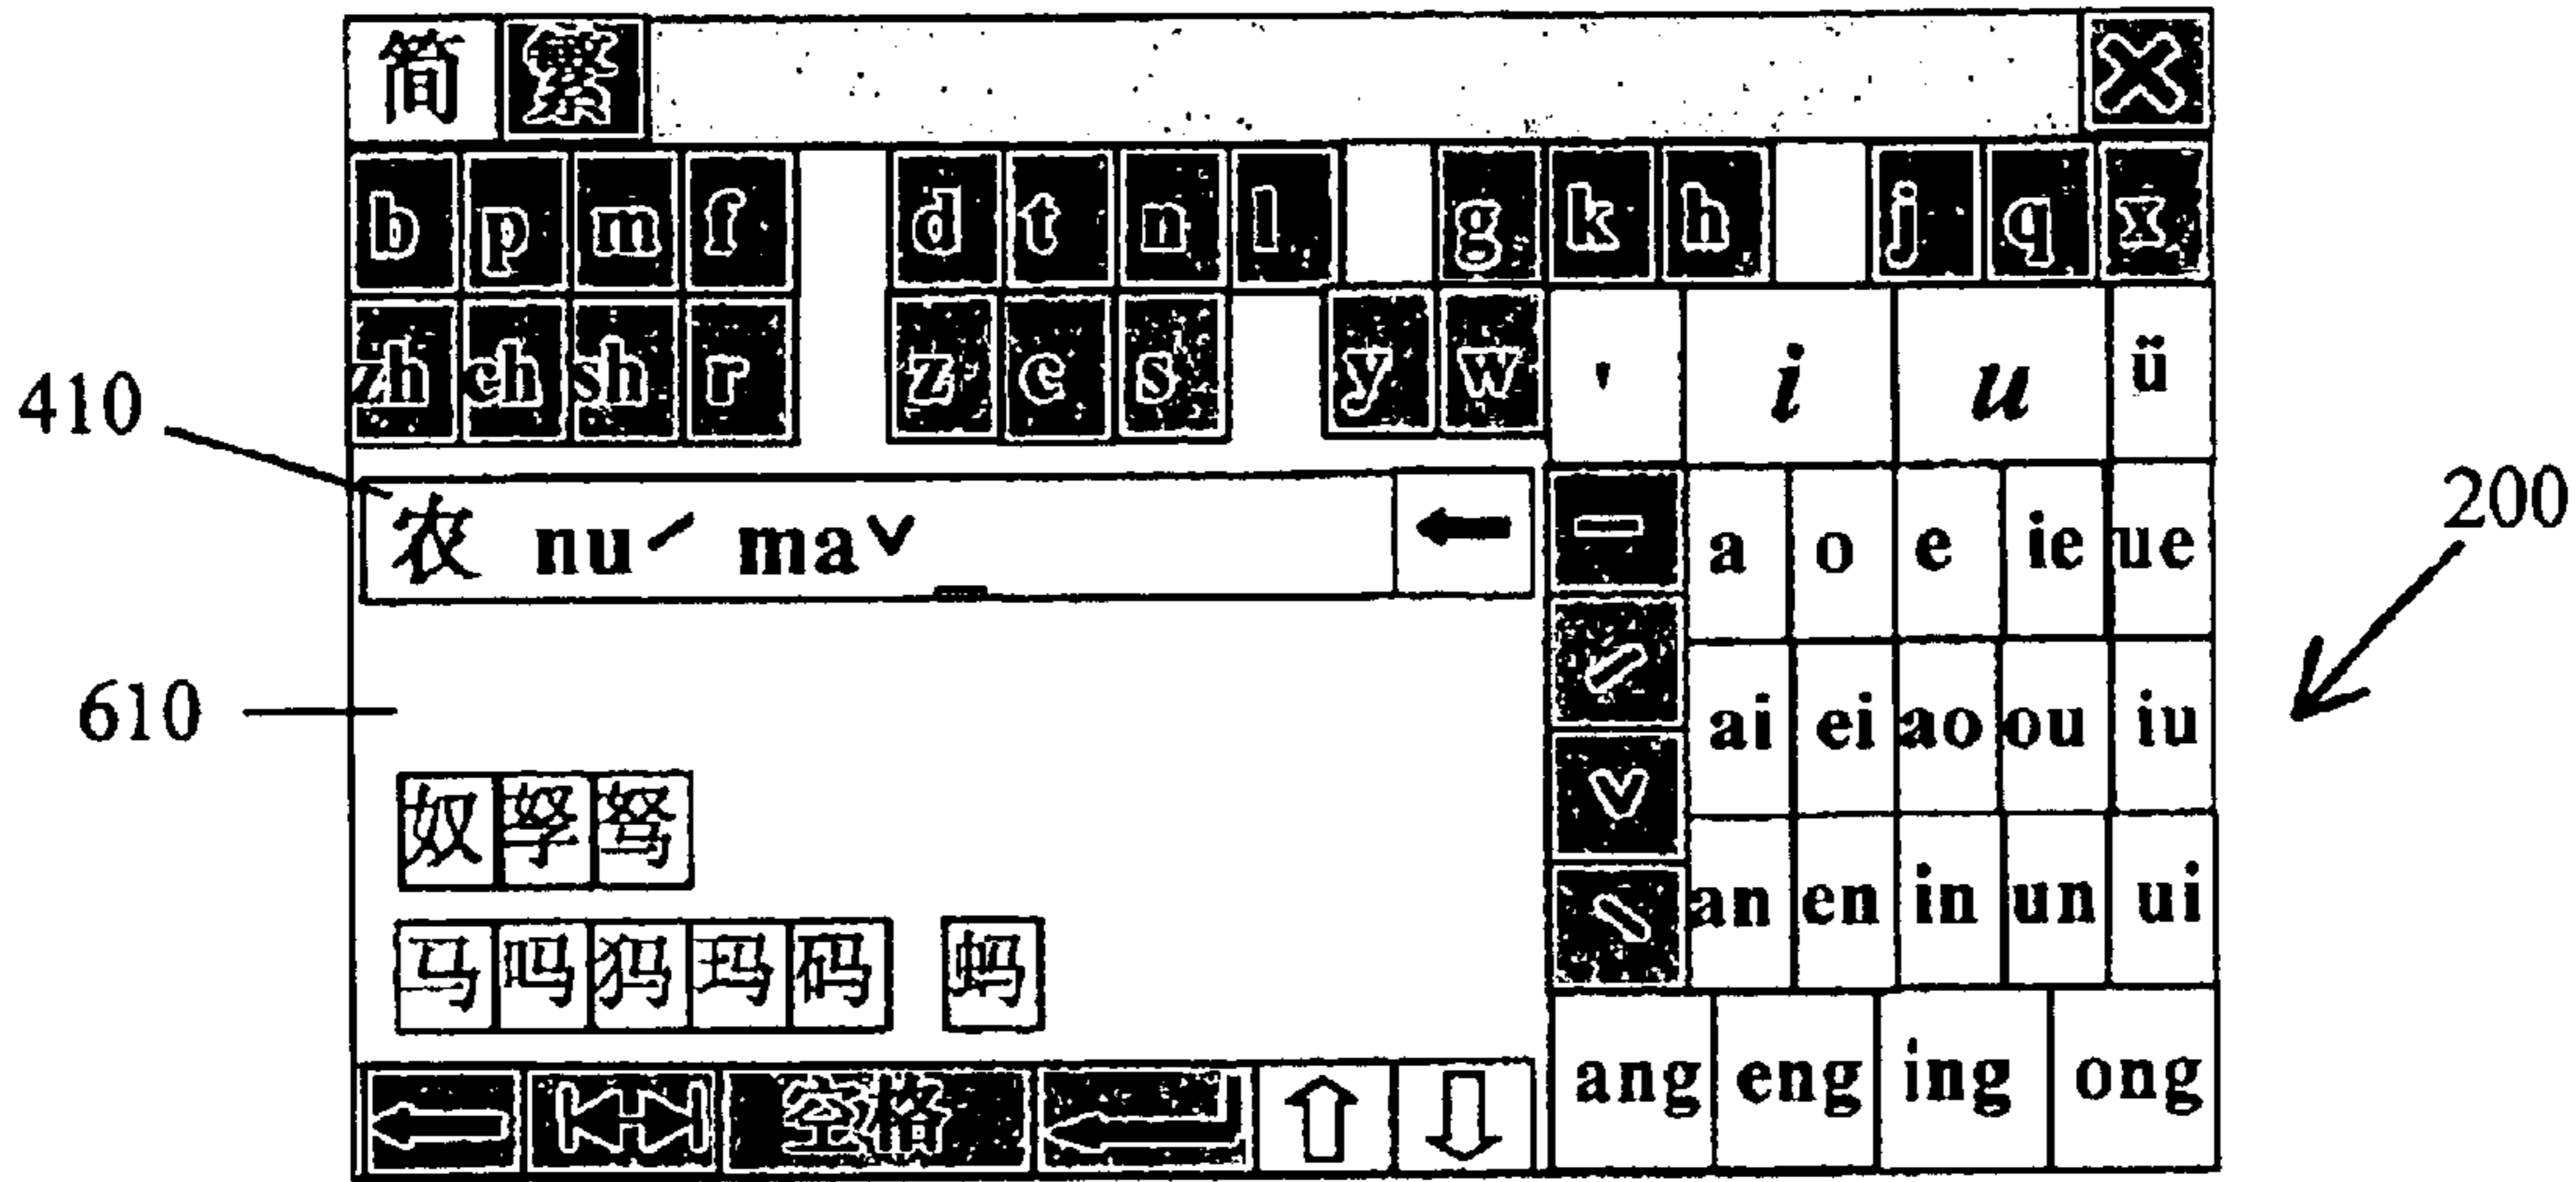 简 繁
b p m f d t n l g k h j q x
zh ch sh r z c s y w ' i u ü
410
农 nuˊ maˇ
a o e ie ue
200
610
ai ei ao ou iu
奴 孥 驽
an en in un ui
马 吗 犸 玛 码 蚂
空格
ang eng ing ong